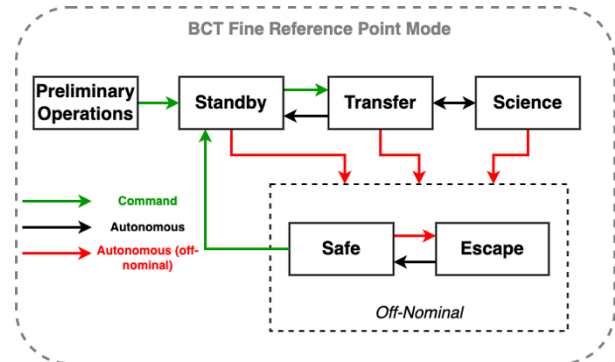 BCT Fine Reference Point Mode
Preliminary
Operations
Standby
Transfer
Science
Command
Autonomous
Autonomous (off-
nominal)
Safe
Escape
Off-Nominal